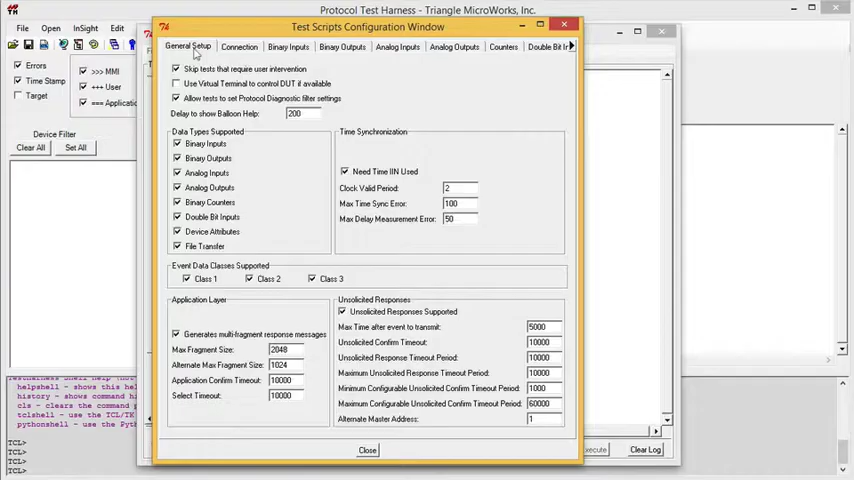 Protocol Test Harness - Triangle MicroWorks, Inc.
File Open InSight
Errors
Time Stamp
Target
>>> MMI
+++ User
=== Applicatio
Device Filter
Clear All Set All
Test Scripts Configuration Window
General Setup Connection Binary Inputs Binary Outputs Analog Inputs Analog Outputs Counters Double Bit Ir
Skip tests that require user intervention
Use Virtual Terminal to control DUT if available
Allow tests to set Protocol Diagnostic filter settings
Delay to show Balloon Help: 200
Data Types Supported
Binary Inputs
Binary Outputs
Analog Inputs
Analog Outputs
Binary Counters
Double Bit Inputs
Device Attributes
File Transfer
Time Synchronization
Need Time IIN Used
Clock Valid Period: 2
Max Time Sync Error: 100
Max Delay Measurement Error: 50
Event Data Classes Supported
Class 1 Class 2 Class 3
Application Layer
Generates multi-fragment response messages
Max Fragment Size: 2048
Alternate Max Fragment Size: 1024
Application Confirm Timeout: 10000
Select Timeout: 10000
Unsolicited Responses
Unsolicited Responses Supported
Max Time after event to transmit: 5000
Unsolicited Confirm Timeout: 10000
Unsolicited Response Timeout Period: 10000
Maximum Unsolicited Response Timeout Period: 10000
Minimum Configurable Unsolicited Confirm Timeout Period: 1000
Maximum Configurable Unsolicited Confirm Timeout Period: 60000
Alternate Master Address: 1
Close
xecute Clear Log
helpshell - shows this he
history - shows command hi
cls - clears the command p
tclshell - use the TCL/TK
pythonshell - use the Pyth
TCL>
TCL>
TCL>
TCL>